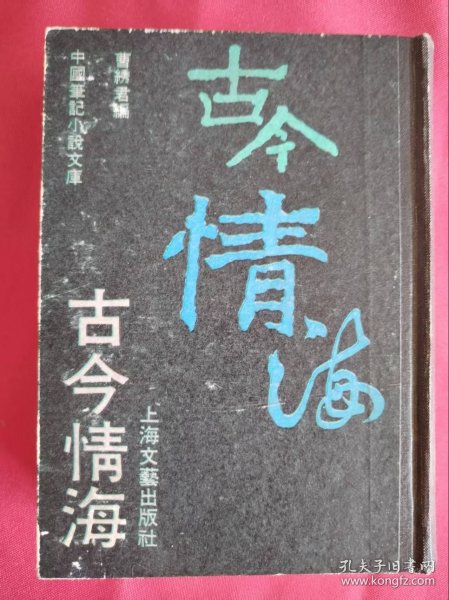 古今
情
海
曹绣君編
中國筆記小說文庫
古今情海
上海文藝出版社
孔夫子旧书网
www.kongfz.com